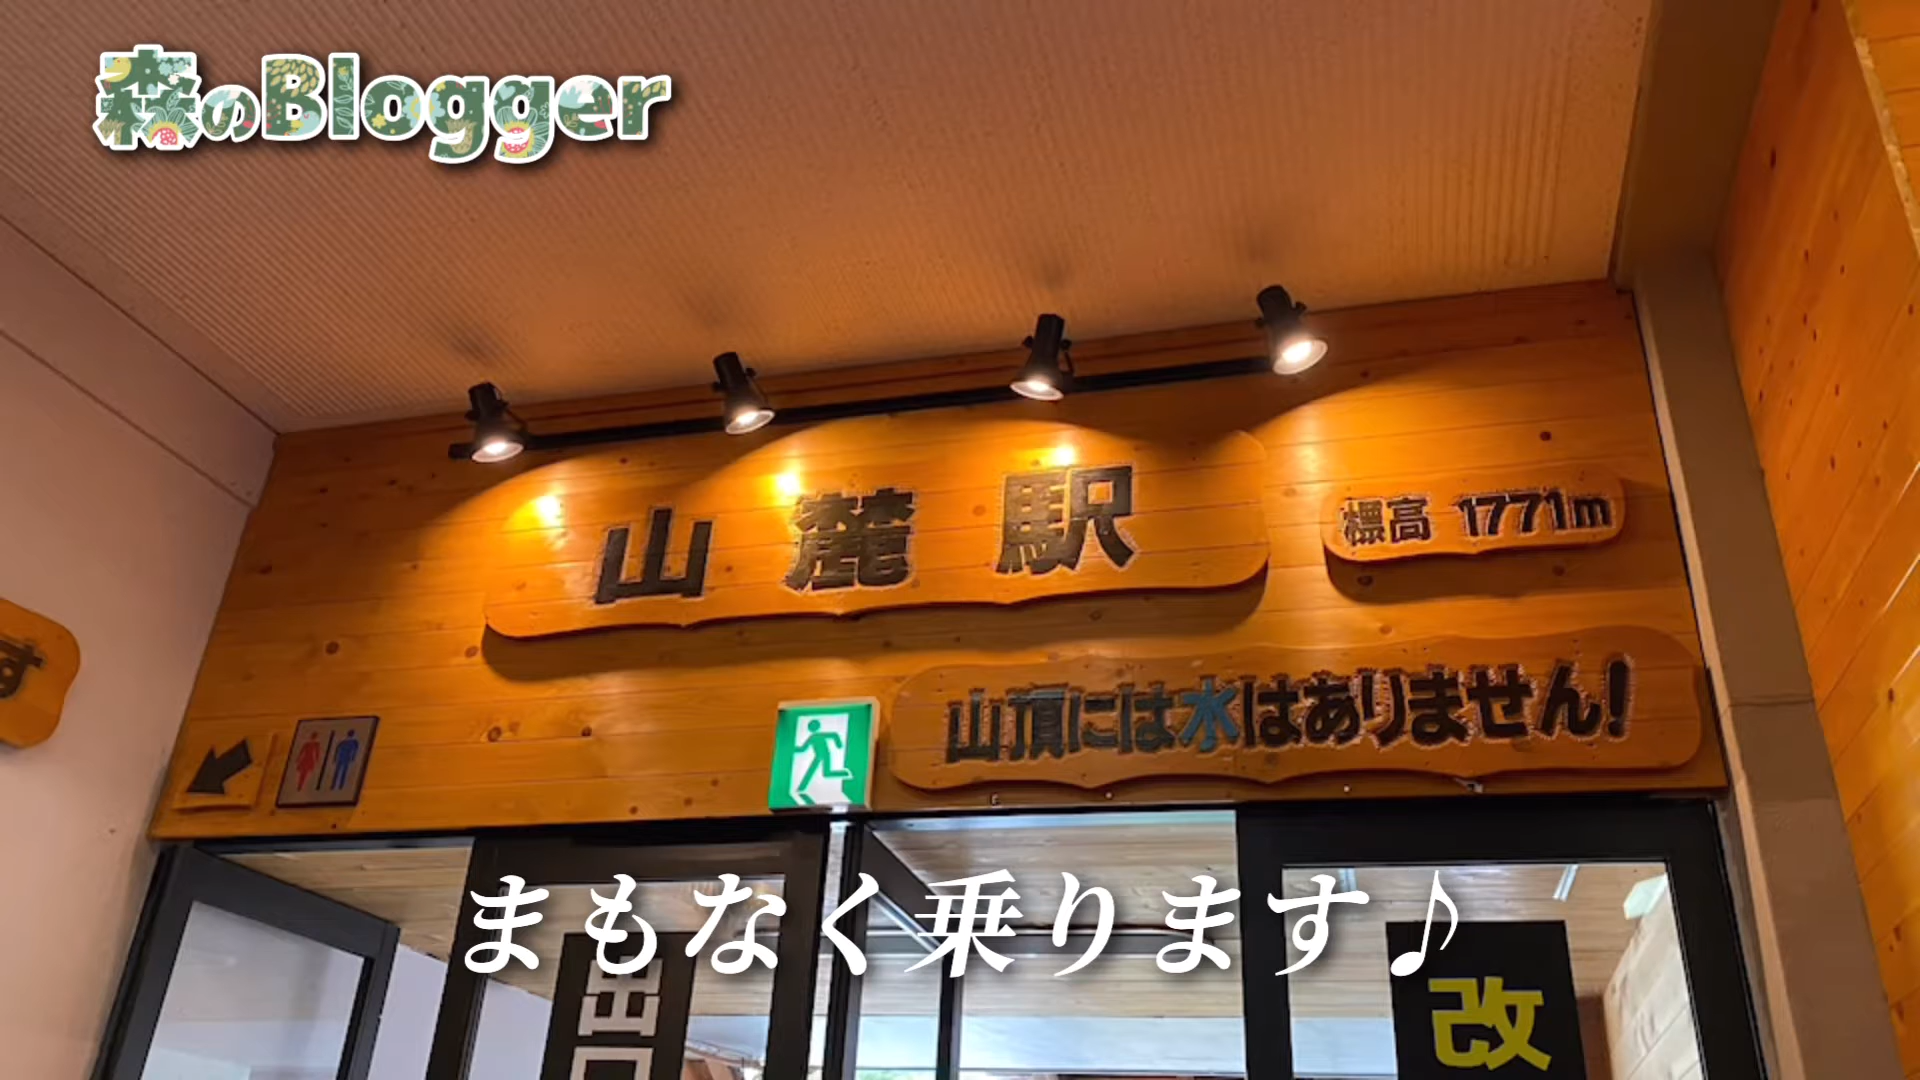 森のBlogger
山麓駅
標高 1771m
す
山頂には水はありません!
まもなく乗ります♪
出口
改